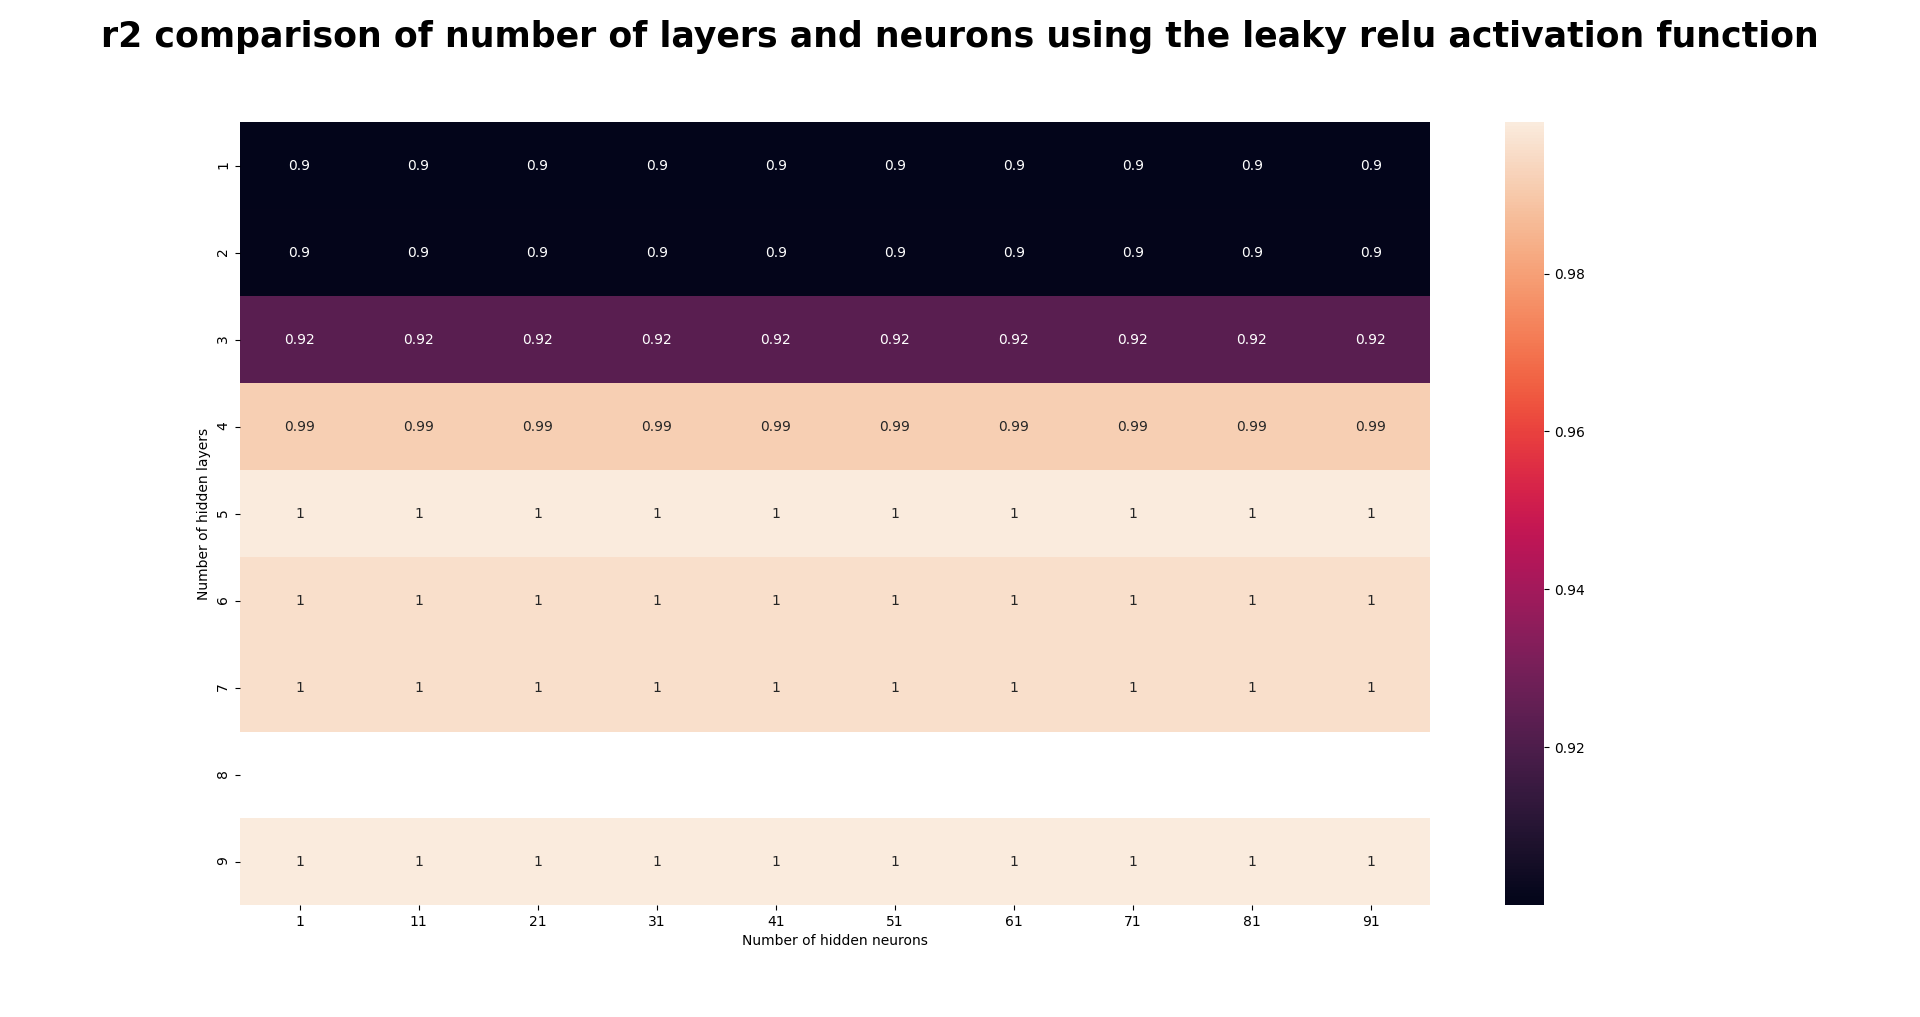 r2 comparison of number of layers and neurons using the leaky relu activation function
1 0.9 0.9 0.9 0.9 0.9 0.9 0.9 0.9 0.9 0.9
2 0.9 0.9 0.9 0.9 0.9 0.9 0.9 0.9 0.9 0.9
3 0.92 0.92 0.92 0.92 0.92 0.92 0.92 0.92 0.92 0.92
4 0.99 0.99 0.99 0.99 0.99 0.99 0.99 0.99 0.99 0.99
5 1 1 1 1 1 1 1 1 1 1
6 1 1 1 1 1 1 1 1 1 1
7 1 1 1 1 1 1 1 1 1 1
8
9 1 1 1 1 1 1 1 1 1 1
1 11 21 31 41 51 61 71 81 91
Number of hidden neurons
Number of hidden layers
0.98
0.96
0.94
0.92